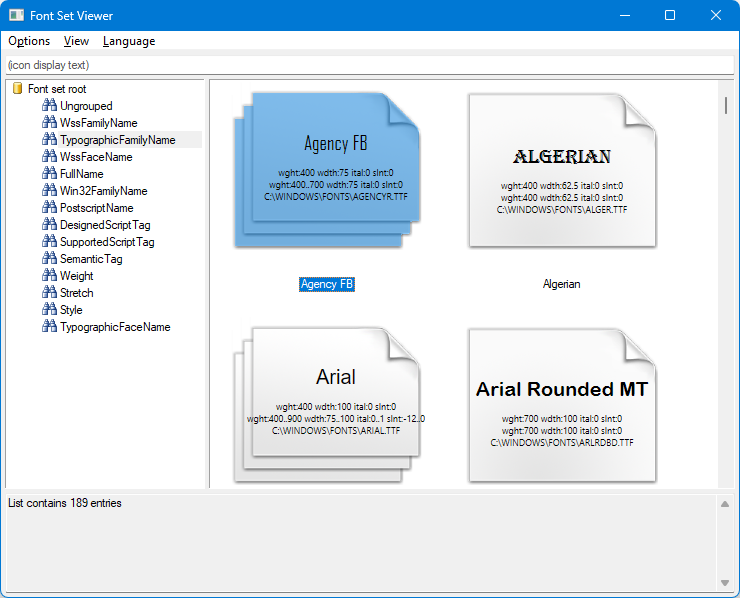 Font Set Viewer
Options View Language
(icon display text)
Font set root
Ungrouped
WssFamilyName
TypographicFamilyName
WssFaceName
FullName
Win32FamilyName
PostscriptName
DesignedScriptTag
SupportedScriptTag
SemanticTag
Weight
Stretch
Style
TypographicFaceName
Agency FB
wght:400 wdth:75 ital:0 slnt:0
wght:400..700 wdth:75 ital:0 slnt:0
C:\WINDOWS\FONTS\AGENCYR.TTF
Agency FB
ALGERIAN
wght:400 wdth:62.5 ital:0 slnt:0
wght:400 wdth:62.5 ital:0 slnt:0
C:\WINDOWS\FONTS\ALGER.TTF
Algerian
Arial
wght:400 wdth:100 ital:0 slnt:0
wght:400..900 wdth:75..100 ital:0..1 slnt:-12..0
C:\WINDOWS\FONTS\ARIAL.TTF
Arial Rounded MT
wght:700 wdth:100 ital:0 slnt:0
wght:700 wdth:100 ital:0 slnt:0
C:\WINDOWS\FONTS\ARLRDBD.TTF
List contains 189 entries